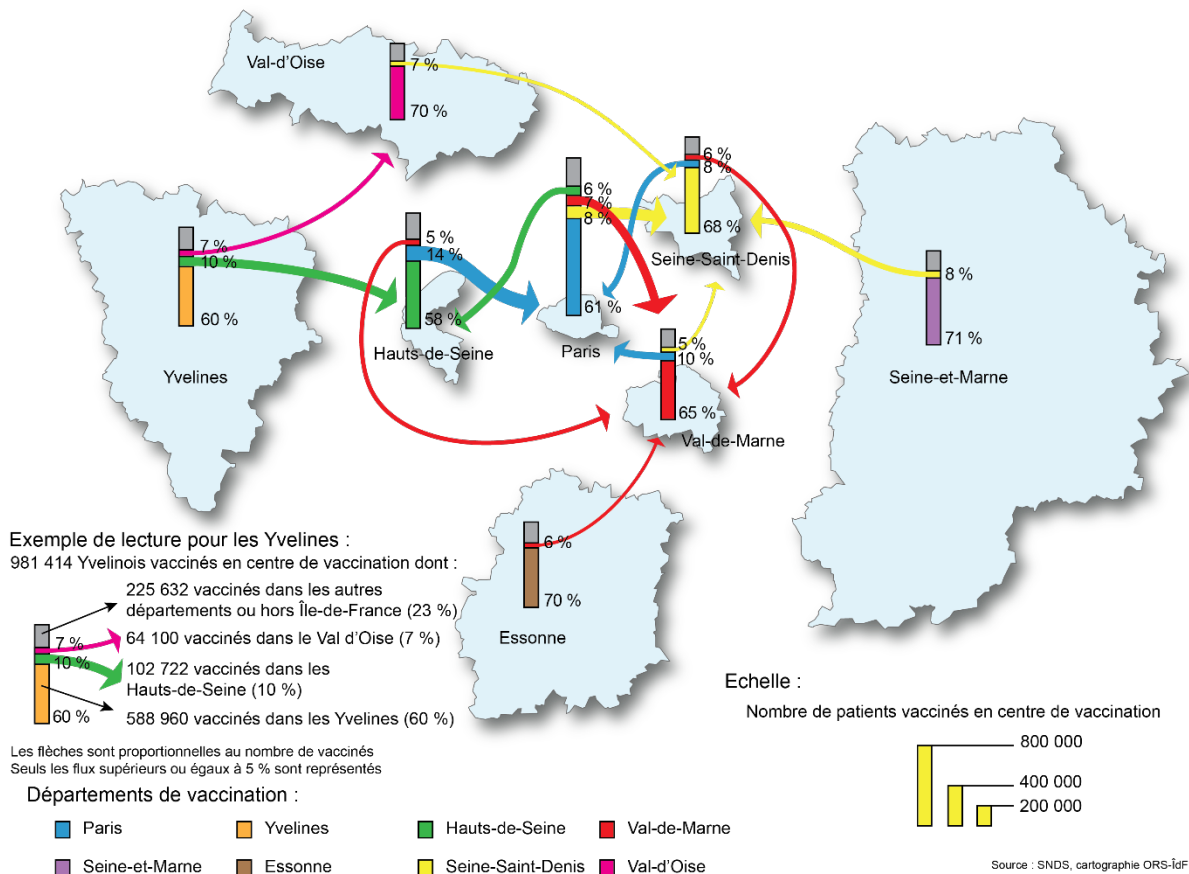 Val-d'Oise
7 %
70 %
6 %
8 %
68 %
Seine-Saint-Denis
6 %
7 %
8 %
61 %
Paris
7 %
10 %
60 %
Yvelines
5 %
14 %
58 %
Hauts-de-Seine
8 %
71 %
Seine-et-Marne
5 %
10 %
65 %
Val-de-Marne
6 %
70 %
Essonne
Exemple de lecture pour les Yvelines :
981 414 Yvelinois vaccinés en centre de vaccination dont :
225 632 vaccinés dans les autres
départements ou hors Île-de-France (23 %)
7 %
64 100 vaccinés dans le Val d'Oise (7 %)
10 %
102 722 vaccinés dans les
Hauts-de-Seine (10 %)
60 %
588 960 vaccinés dans les Yvelines (60 %)
Les flèches sont proportionnelles au nombre de vaccinés
Seuls les flux supérieurs ou égaux à 5 % sont représentés
Echelle :
Nombre de patients vaccinés en centre de vaccination
800 000
400 000
200 000
Départements de vaccination :
Paris
Yvelines
Hauts-de-Seine
Val-de-Marne
Seine-et-Marne
Essonne
Seine-Saint-Denis
Val-d'Oise
Source : SNDS, cartographie ORS-ÎdF